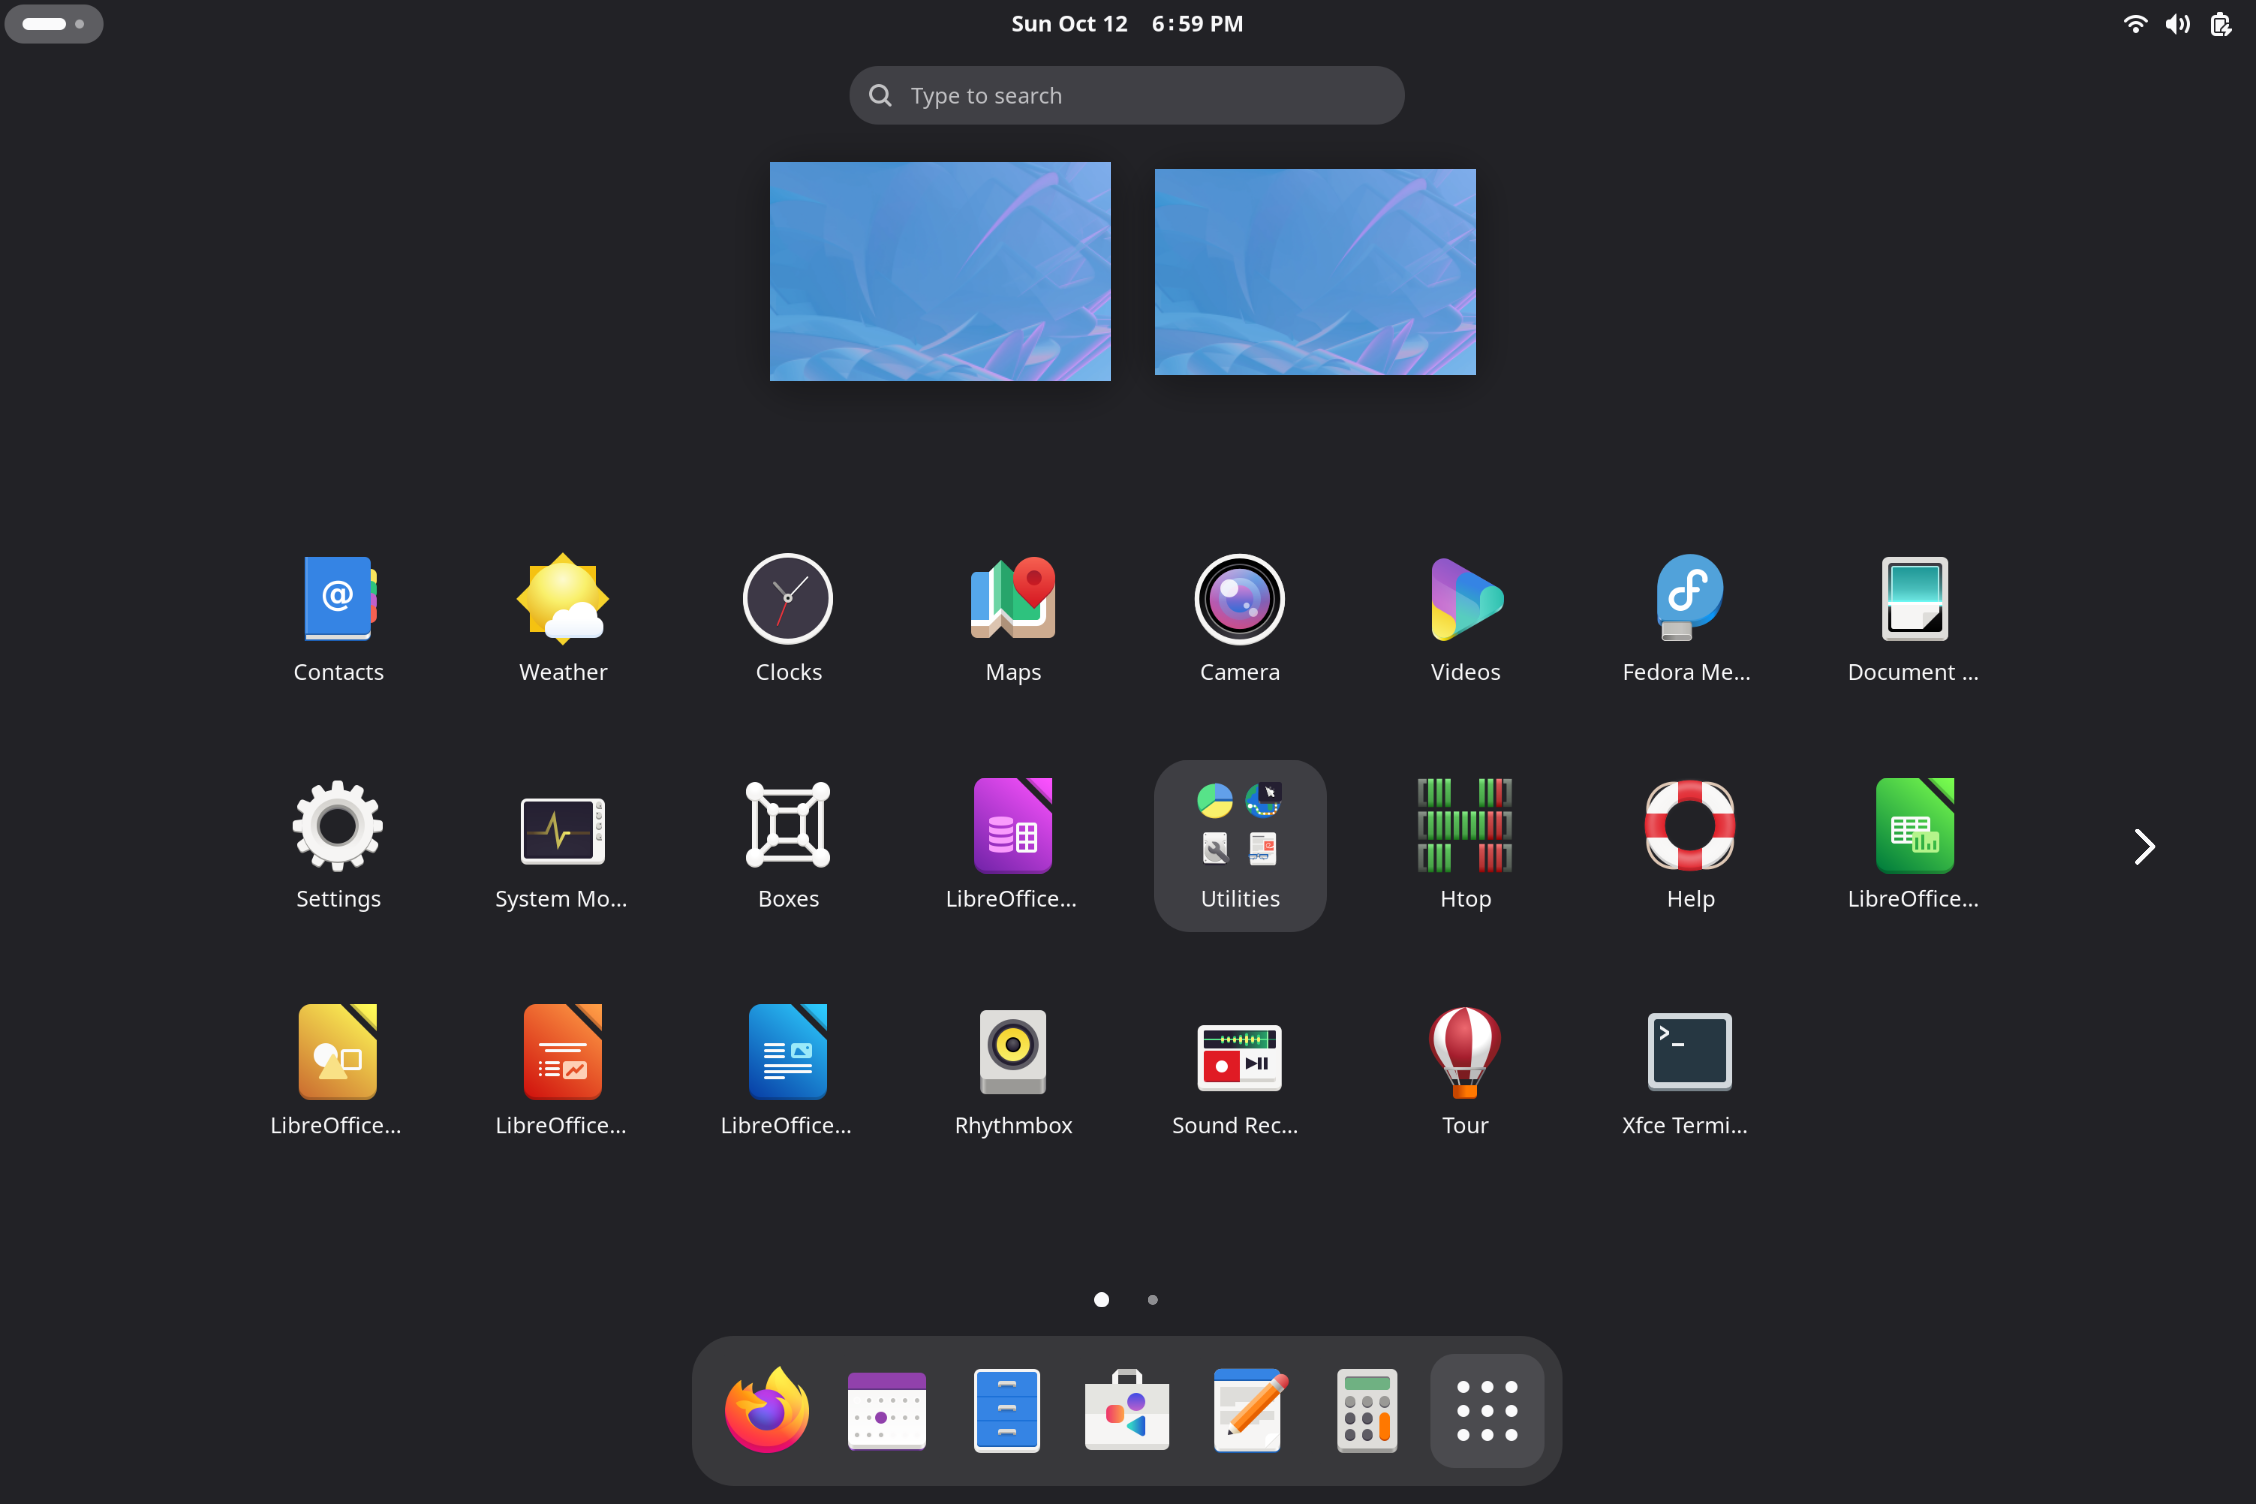 Sun Oct 12 6:59 PM
Type to search
@
Contacts
Weather
Clocks
Maps
Camera
Videos
Fedora Me...
Document ...
Settings
System Mo...
Boxes
LibreOffice...
Utilities
Htop
Help
LibreOffice...
>_
LibreOffice...
LibreOffice...
LibreOffice...
Rhythmbox
Sound Rec...
Tour
Xfce Termi...